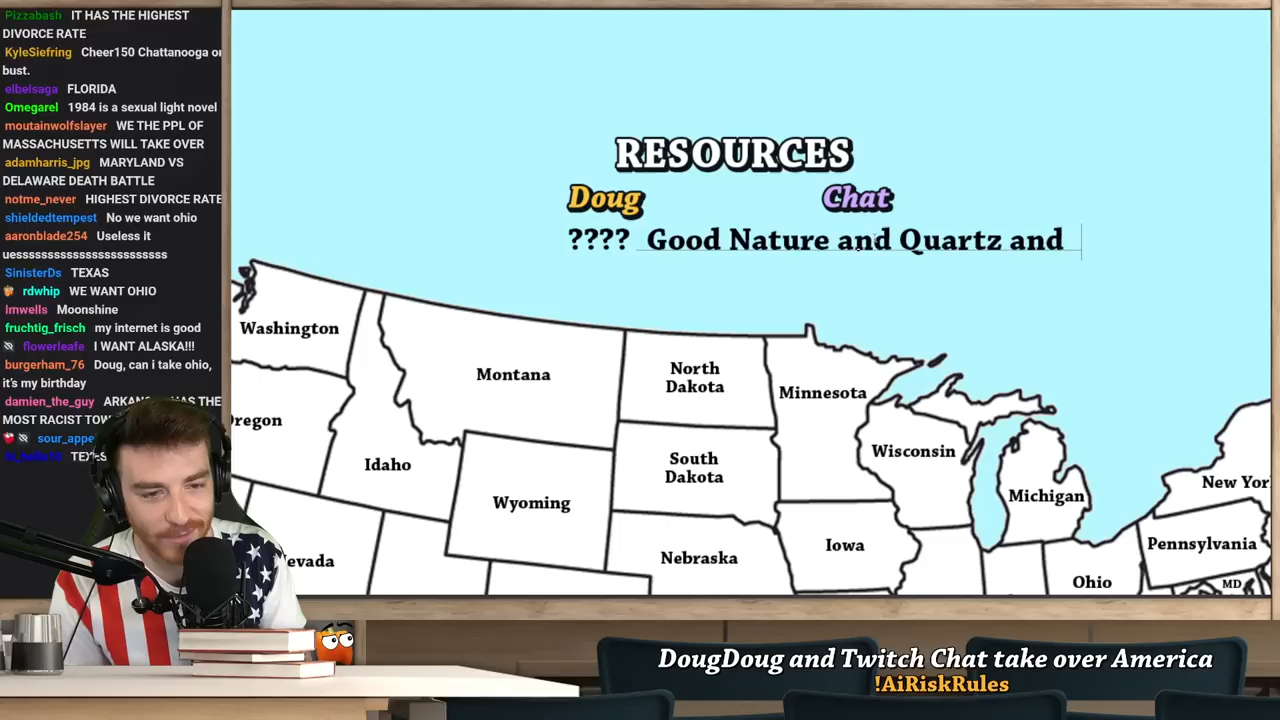 Pizzabash IT HAS THE HIGHEST
DIVORCE RATE
KyleSiefring Cheer150 Chattanooga or
bust.
elbelsaga FLORIDA
Omegarel 1984 is a sexual light novel
moutainwolfslayer WE THE PPL OF
MASSACHUSETTS WILL TAKE OVER
adamharris_jpg MARYLAND VS
DELAWARE DEATH BATTLE
notme_never HIGHEST DIVORCE RATE
shieldedtempest No we want ohio
aaronblade254 Useless it
uesssssssssssssssssssssssss
SinisterDs TEXAS
rdwhip WE WANT OHIO
lmwells Moonshine
fruchtig_frisch my internet is good
flowerleafe I WANT ALASKA!!!
burgerham_76 Doug, can i take ohio,
it's my birthday
damien_the_guy HAS THE
MOST RACIST
sour_appe
RESOURCES
Doug Chat
???? Good Nature and Quartz and
Washington
Montana
North
Dakota
Minnesota
Oregon
Idaho
Wyoming
South
Dakota
Wisconsin
Michigan
New Yor
Nevada
Nebraska
Iowa
Ohio
Pennsylvania
MD
DougDoug and Twitch Chat take over America
!AiRiskRules